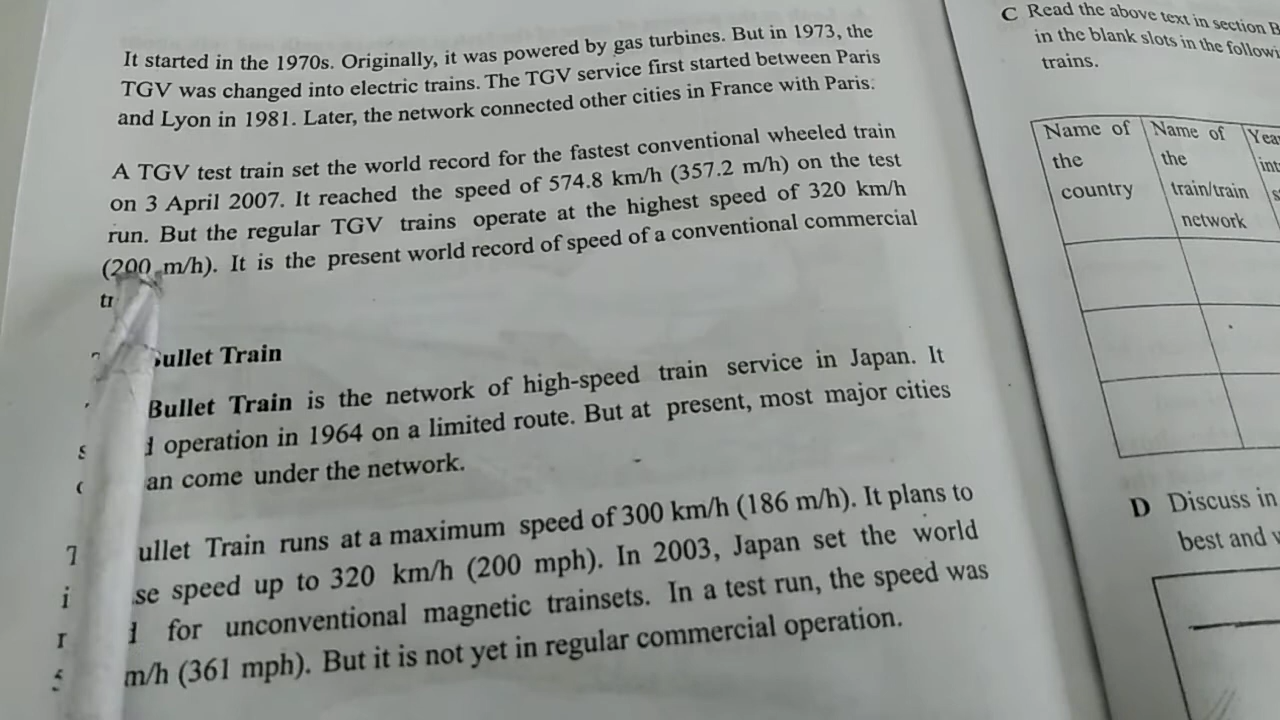 It started in the 1970s. Originally, it was powered by gas turbines. But in 1973, the
TGV was changed into electric trains. The TGV service first started between Paris
and Lyon in 1981. Later, the network connected other cities in France with Paris.
A TGV test train set the world record for the fastest conventional wheeled train
on 3 April 2007. It reached the speed of 574.8 km/h (357.2 m/h) on the test
run. But the regular TGV trains operate at the highest speed of 320 km/h
(200 m/h). It is the present world record of speed of a conventional commercial
Train
Bullet Train is the network of high-speed train service in Japan. It
operation in 1964 on a limited route. But at present, most major cities
come under the network.
Train runs at a maximum speed of 300 km/h (186 m/h). It plans to
speed up to 320 km/h (200 mph). In 2003, Japan set the world
for unconventional magnetic trainsets. In a test run, the speed was
(361 mph). But it is not yet in regular commercial operation.
C Read the above text in section B
in the blank slots in the
trains.
Name of the country
Name of the train/train network
D Discuss in
best and